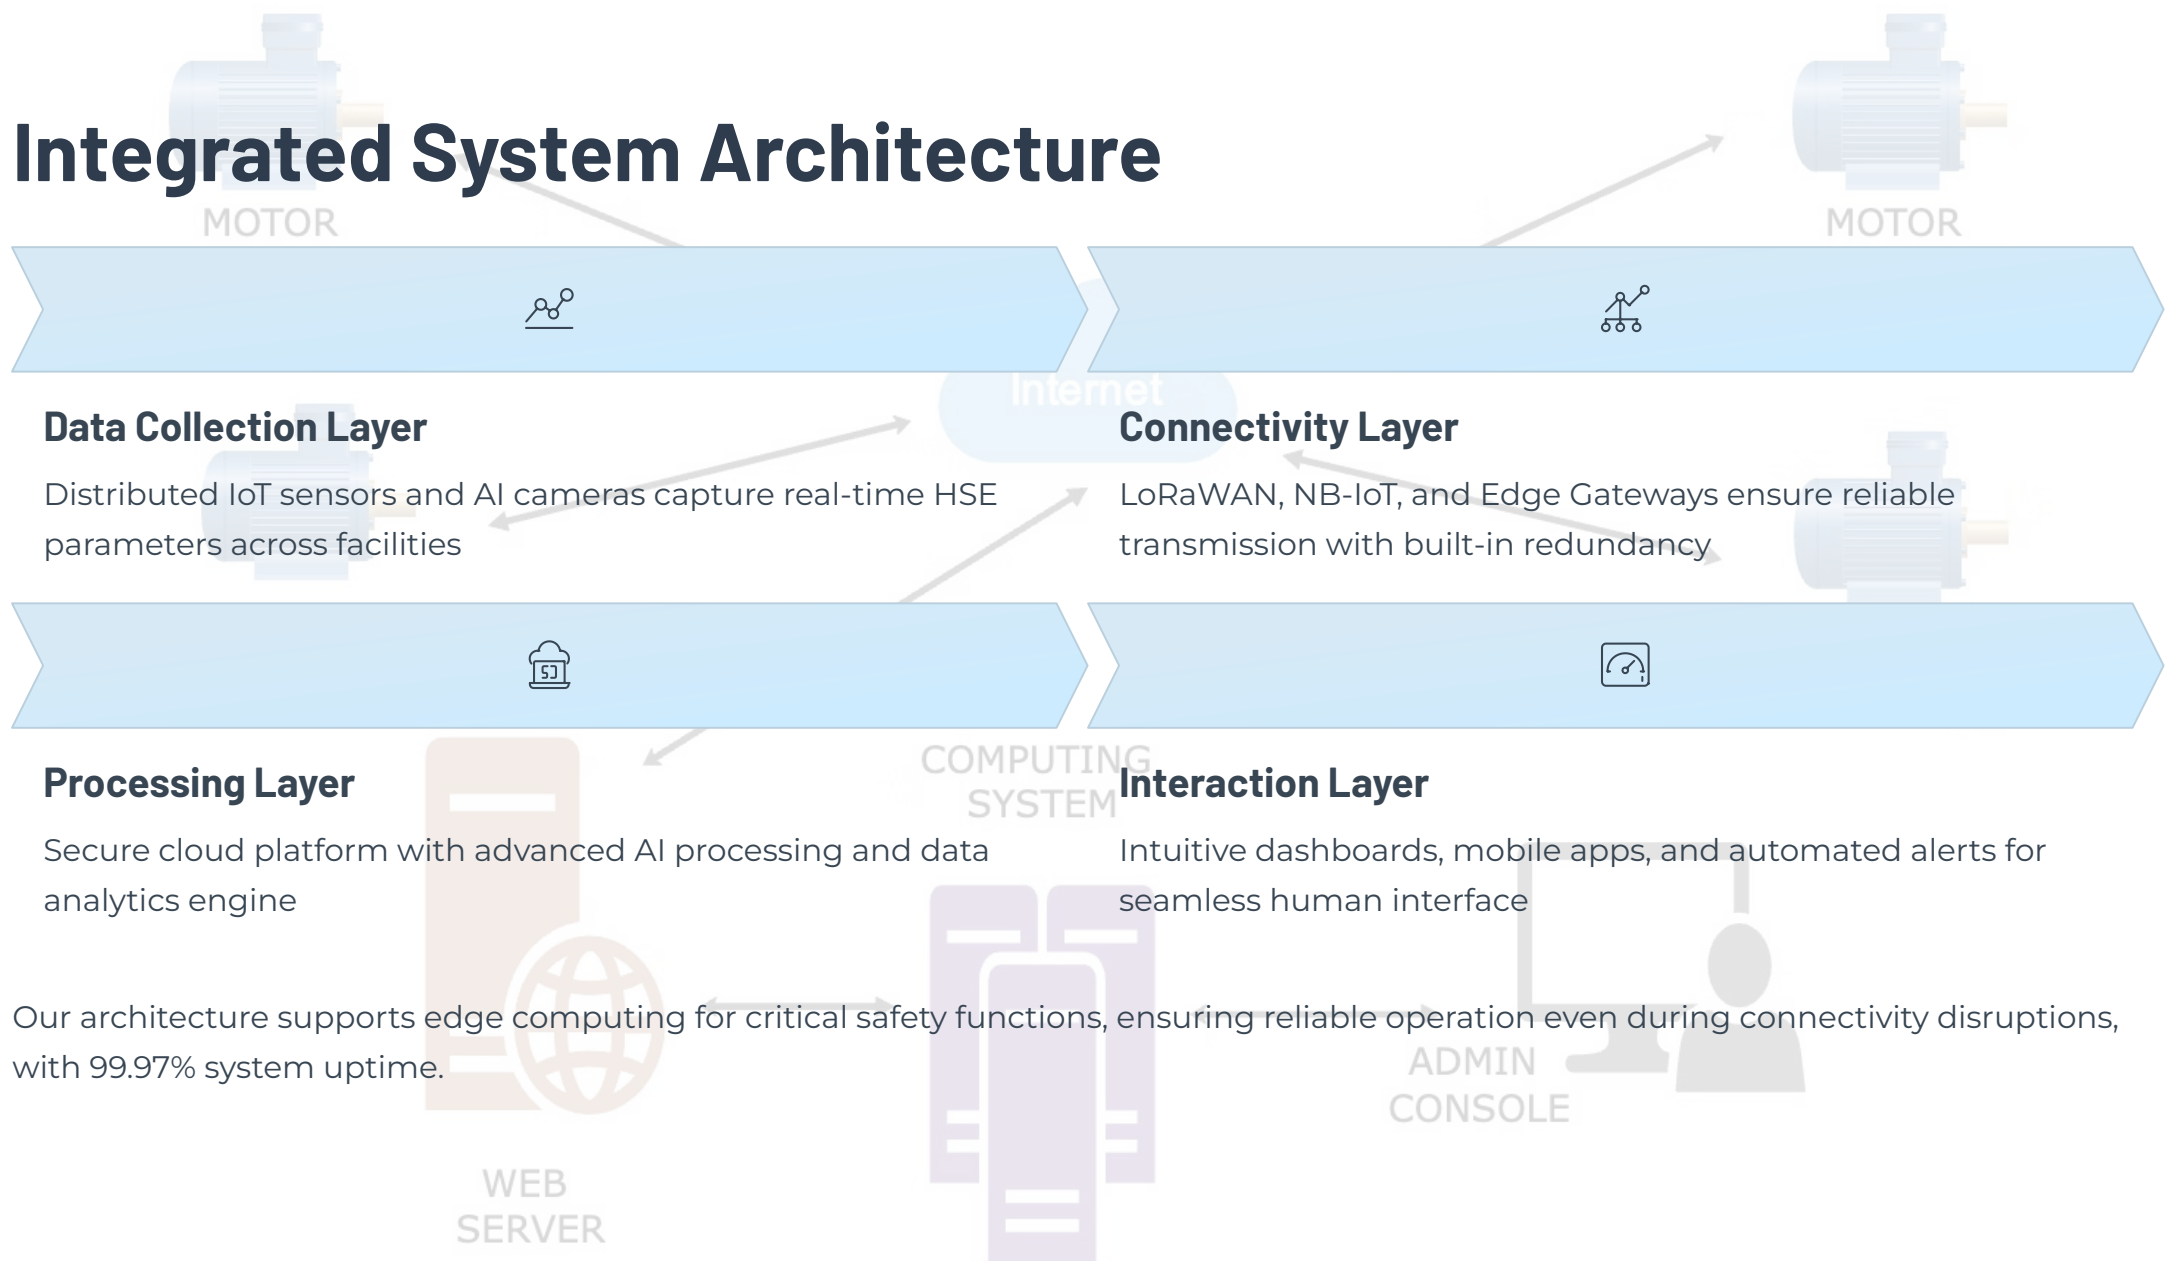 Integrated System Architecture
MOTOR
MOTOR
Internet
Data Collection Layer
Distributed IoT sensors and AI cameras capture real-time HSE
parameters across facilities
Connectivity Layer
LoRaWAN, NB-IoT, and Edge Gateways ensure reliable
transmission with built-in redundancy
COMPUTING
SYSTEM
Processing Layer
Secure cloud platform with advanced AI processing and data
analytics engine
Interaction Layer
Intuitive dashboards, mobile apps, and automated alerts for
seamless human interface
Our architecture supports edge computing for critical safety functions, ensuring reliable operation even during connectivity disruptions,
with 99.97% system uptime.
ADMIN
CONSOLE
WEB
SERVER